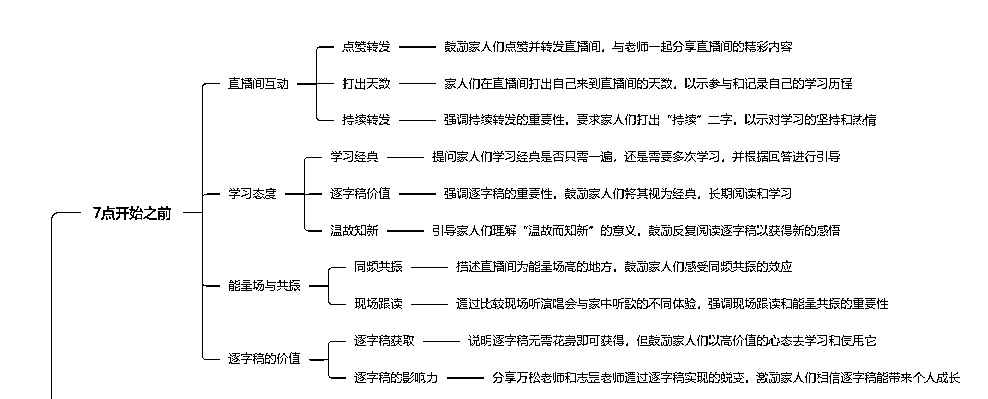 点赞转发 鼓励家人们点赞并转发直播间，与老师一起分享直播间的精彩内容
直播间互动 打出天数 家人们在直播间打出自己来到直播间的天数，以示参与和记录自己的学习历程
持续转发 强调持续转发的重要性，要求家人们打出“持续”二字，以示对学习的坚持和热情
学习经典 提问家人们学习经典是否只需一遍，还是需要多次学习，并根据回答进行引导
学习态度 逐字稿价值 强调逐字稿的重要性，鼓励家人们将其视为经典，长期阅读和学习
7点开始之前
温故知新 引导家人们理解“温故而知新”的意义，鼓励反复阅读逐字稿以获得新的感悟
同频共振 描述直播间为能量场高的地方，鼓励家人们感受同频共振的效应
能量场与共振
现场跟读 通过比较现场听演唱会与家中听歌的不同体验，强调现场跟读和能量共振的重要性
逐字稿获取 说明逐字稿无需花费即可获得，但鼓励家人们以高价值的心态去学习和使用它
逐字稿的价值
逐字稿的影响力 分享万松老师和志昱老师通过逐字稿实现的蜕变，激励家人们相信逐字稿能带来个人成长